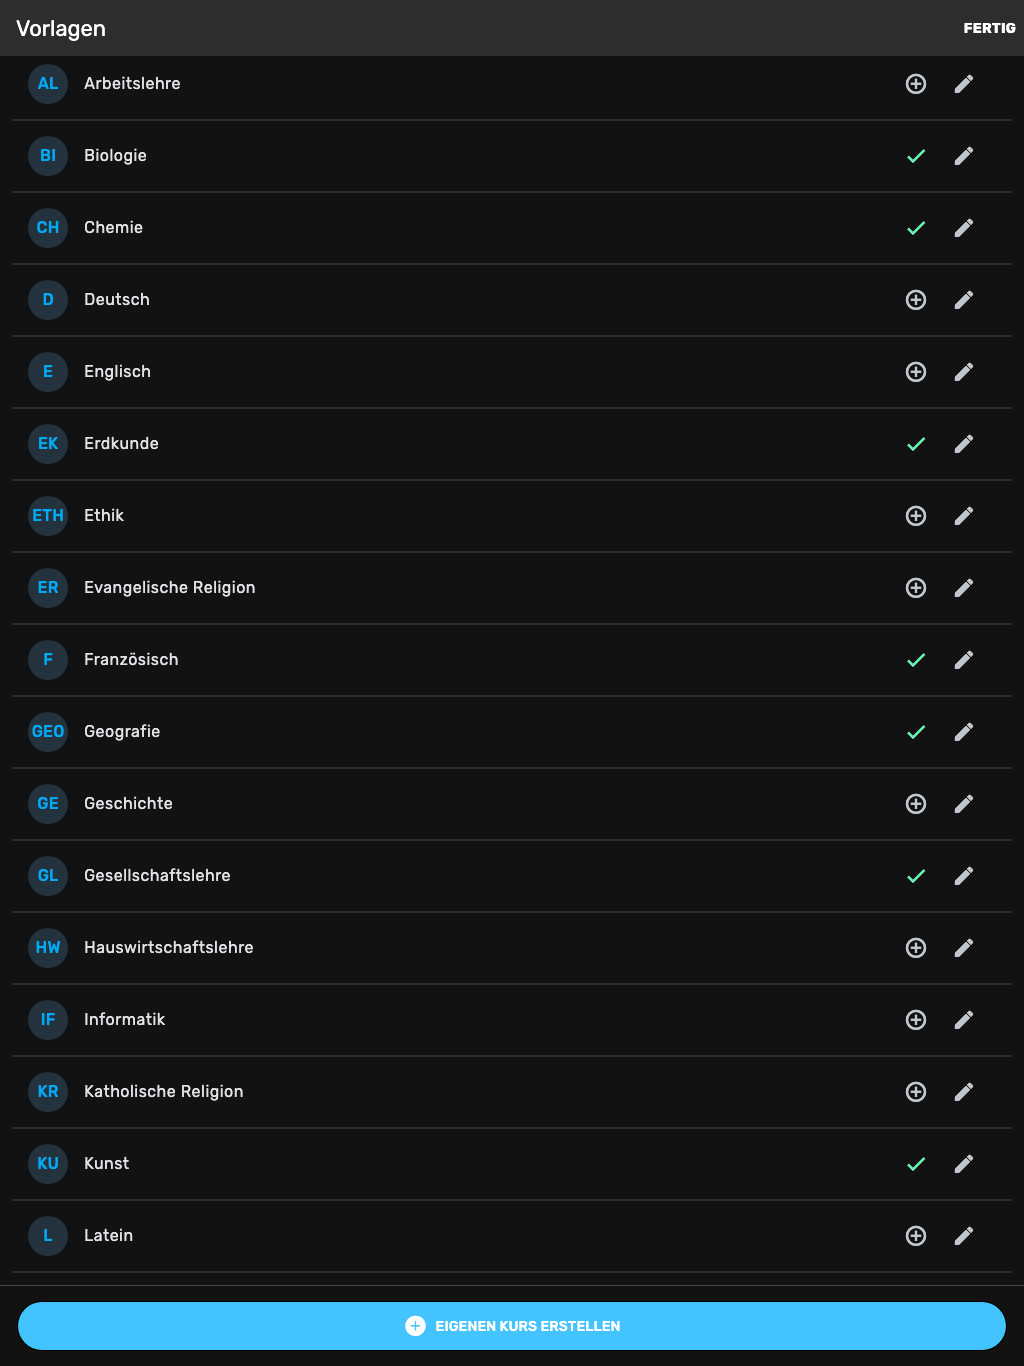 Vorlagen
FERTIG
AL Arbeitslehre
BI Biologie
CH Chemie
D Deutsch
E Englisch
EK Erdkunde
ETH Ethik
ER Evangelische Religion
F Französisch
GEO Geografie
GE Geschichte
GL Gesellschaftslehre
HW Hauswirtschaftslehre
IF Informatik
KR Katholische Religion
KU Kunst
L Latein
EIGENEN KURS ERSTELLEN